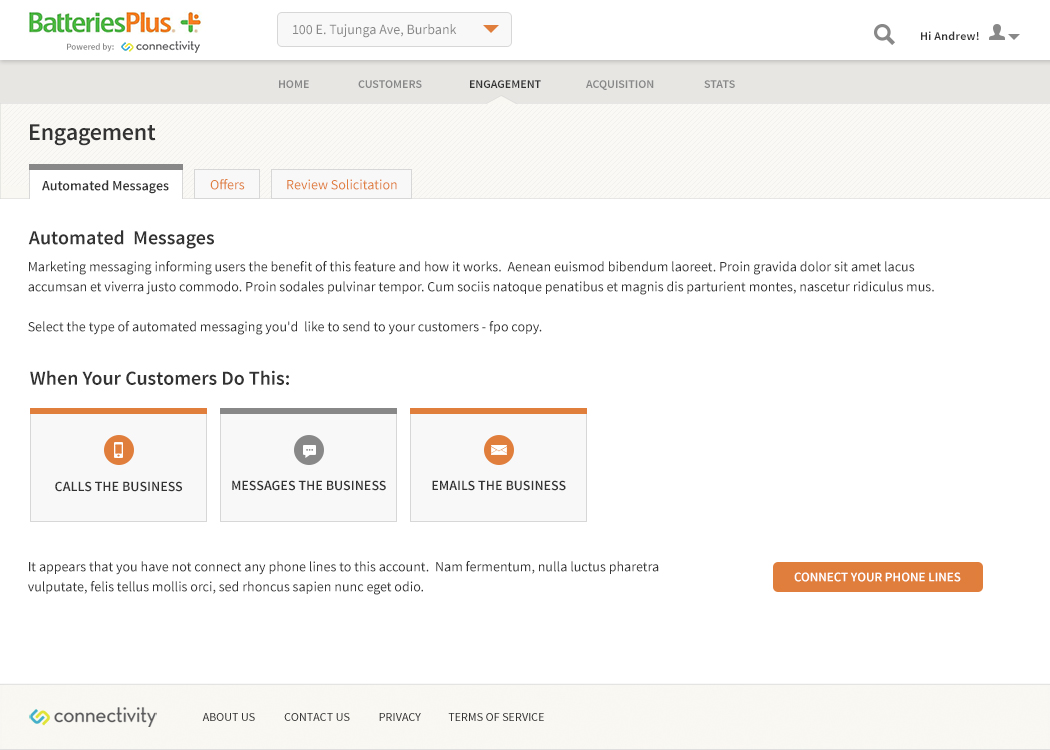 BatteriesPlus.
Powered by: connectivity
100 E. Tujunga Ave, Burbank
Hi Andrew!
HOME CUSTOMERS ENGAGEMENT ACQUISITION STATS
Engagement
Automated Messages Offers Review Solicitation
Automated  Messages
Marketing messaging informing users the benefit of this feature and how it works.  Aenean euismod bibendum laoreet. Proin gravida dolor sit amet lacus
accumsan et viverra justo commodo. Proin sodales pulvinar tempor. Cum sociis natoque penatibus et magnis dis parturient montes, nascetur ridiculus mus.
Select the type of automated messaging you'd  like to send to your customers - fpo copy.
When Your Customers Do This:
CALLS THE BUSINESS MESSAGES THE BUSINESS EMAILS THE BUSINESS
It appears that you have not connect any phone lines to this account.  Nam fermentum, nulla luctus pharetra
vulputate, felis tellus mollis orci, sed rhoncus sapien nunc eget odio.
CONNECT YOUR PHONE LINES
connectivity ABOUT US CONTACT US PRIVACY TERMS OF SERVICE